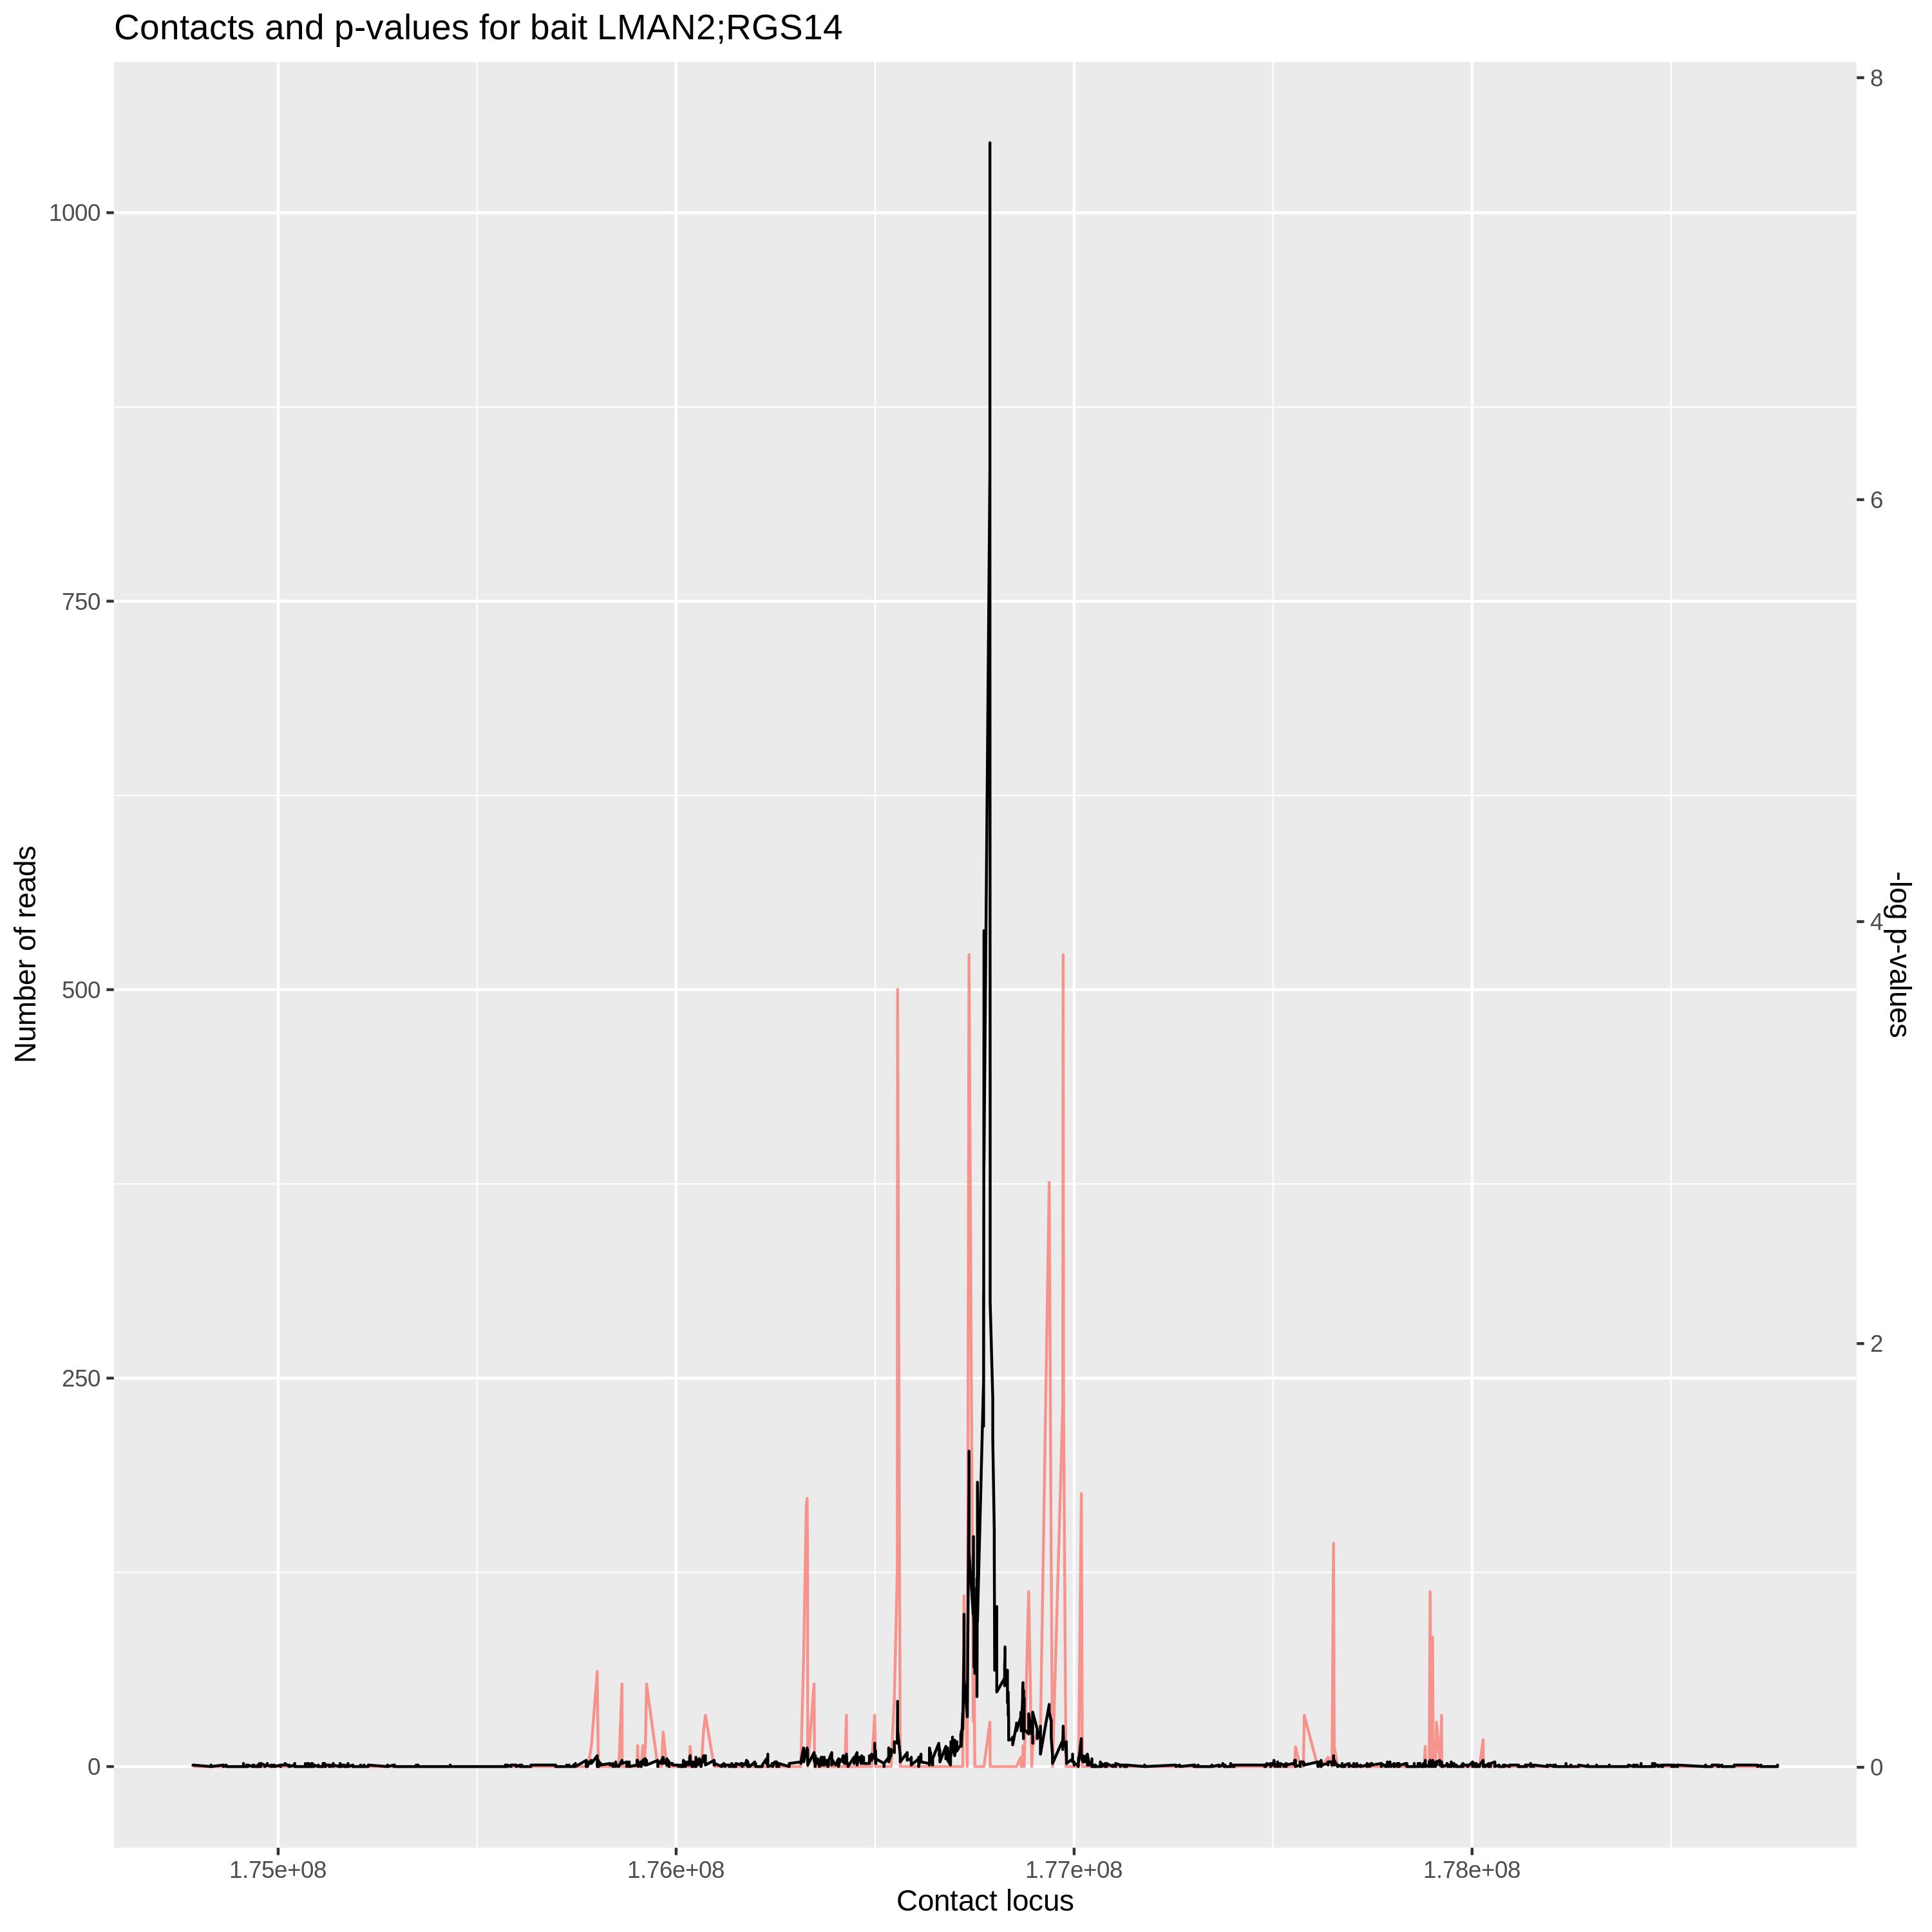 Contacts and p-values for bait LMAN2;RGS14
Number of reads
1000
750
500
250
0
8
6
4
2
0
-log p-values
1.75e+08
1.76e+08
1.77e+08
1.78e+08
Contact locus